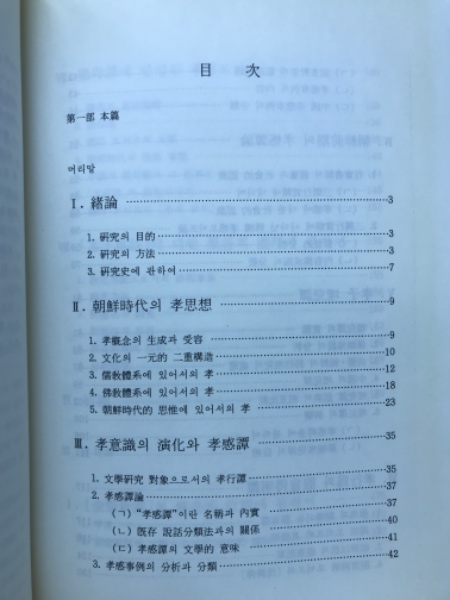 目 次
第一部 本篇
머리말
Ⅰ. 緖論 3
1. 研究의 目的 3
2. 研究의 方法 3
3. 研究史에 관하여 7
Ⅱ. 朝鮮時代의 孝思想 9
1. 孝槪念의 生成과 受容 9
2. 文化의 一元的 二重構造 10
3. 儒敎體系에 있어서의 孝 12
4. 佛敎體系에 있어서의 孝 18
5. 朝鮮時代的 思惟에 있어서의 孝 23
Ⅲ. 孝意識의 演化와 孝感譚 35
1. 文學研究 對象으로서의 孝行譚 35
2. 孝感譚論 37
(ㄱ) “孝感譚”이란 名稱과 內實 37
(ㄴ) 旣存 說話分類法과의 關係 40
(ㄷ) 孝感譚의 文學的 意味 41
3. 孝感事例의 分析과 分類 42